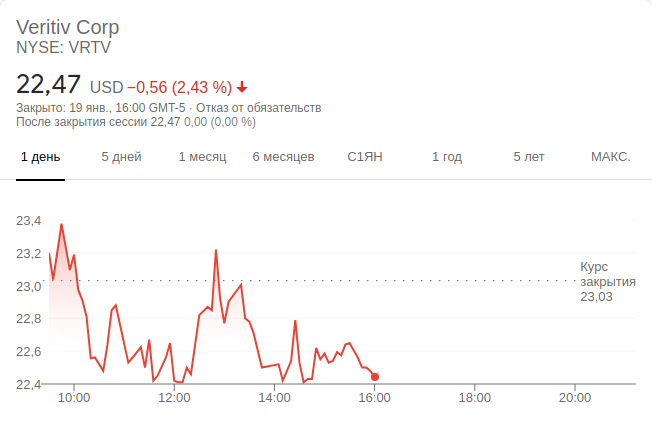 Veritiv Corp
NYSE: VRTV
22,47 USD −0,56 (2,43 %)
Закрыто: 19 янв., 16:00 GMT-5 · Отказ от обязательств
После закрытия сессии 22,47 0,00 (0,00 %)
1 день 5 дней 1 месяц 6 месяцев С1ЯН 1 год 5 лет МАКС.
23,4
23,2
23,0
22,8
22,6
22,4
Курс
закрытия
23,03
10:00 12:00 14:00 16:00 18:00 20:00